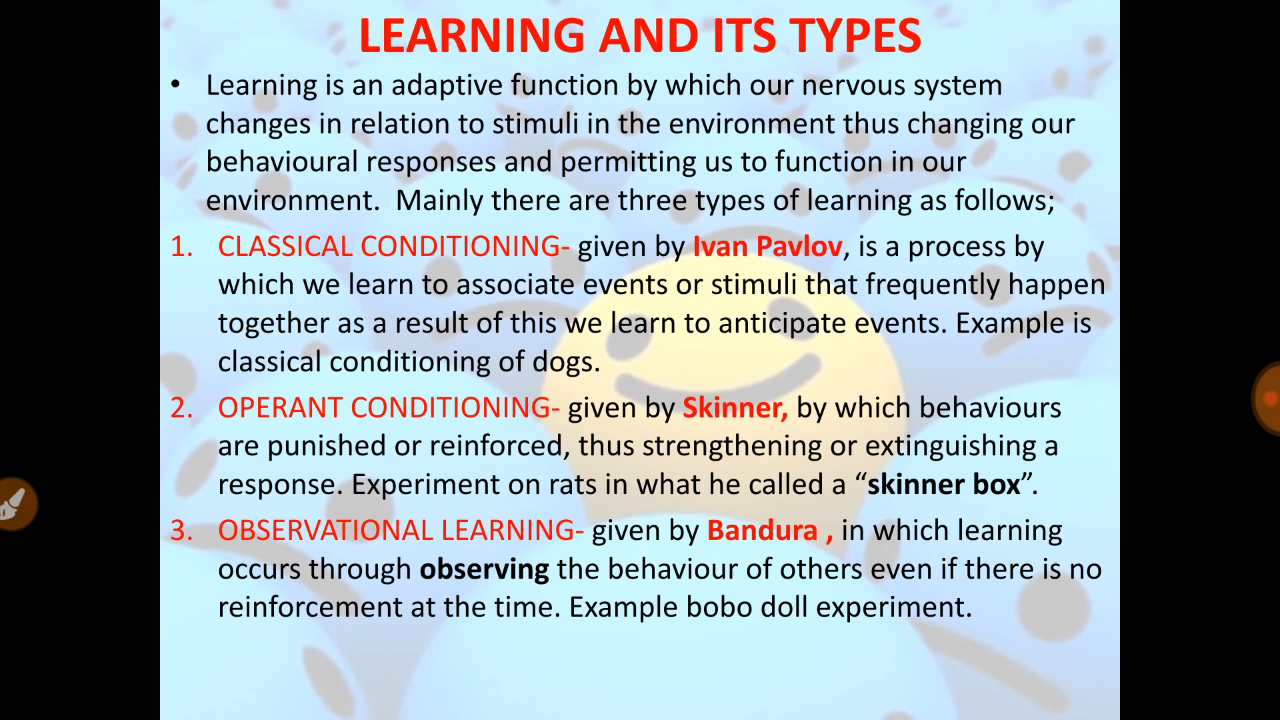 LEARNING AND ITS TYPES
• Learning is an adaptive function by which our nervous system
changes in relation to stimuli in the environment thus changing our
behavioural responses and permitting us to function in our
environment.  Mainly there are three types of learning as follows;
1. CLASSICAL CONDITIONING- given by Ivan Pavlov, is a process by
which we learn to associate events or stimuli that frequently happen
together as a result of this we learn to anticipate events. Example is
classical conditioning of dogs.
2. OPERANT CONDITIONING- given by Skinner, by which behaviours
are punished or reinforced, thus strengthening or extinguishing a
response. Experiment on rats in what he called a “skinner box”.
3. OBSERVATIONAL LEARNING- given by Bandura , in which learning
occurs through observing the behaviour of others even if there is no
reinforcement at the time. Example bobo doll experiment.